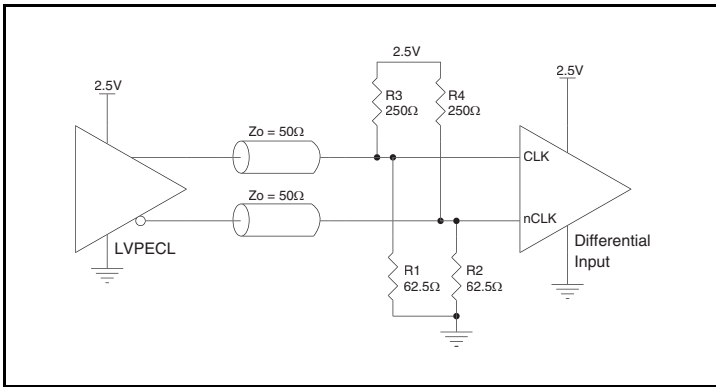 2.5V
2.5V
2.5V
R3
250Ω
R4
250Ω
Zo = 50Ω
CLK
Zo = 50Ω
nCLK
LVPECL
Differential
Input
R1
62.5Ω
R2
62.5Ω